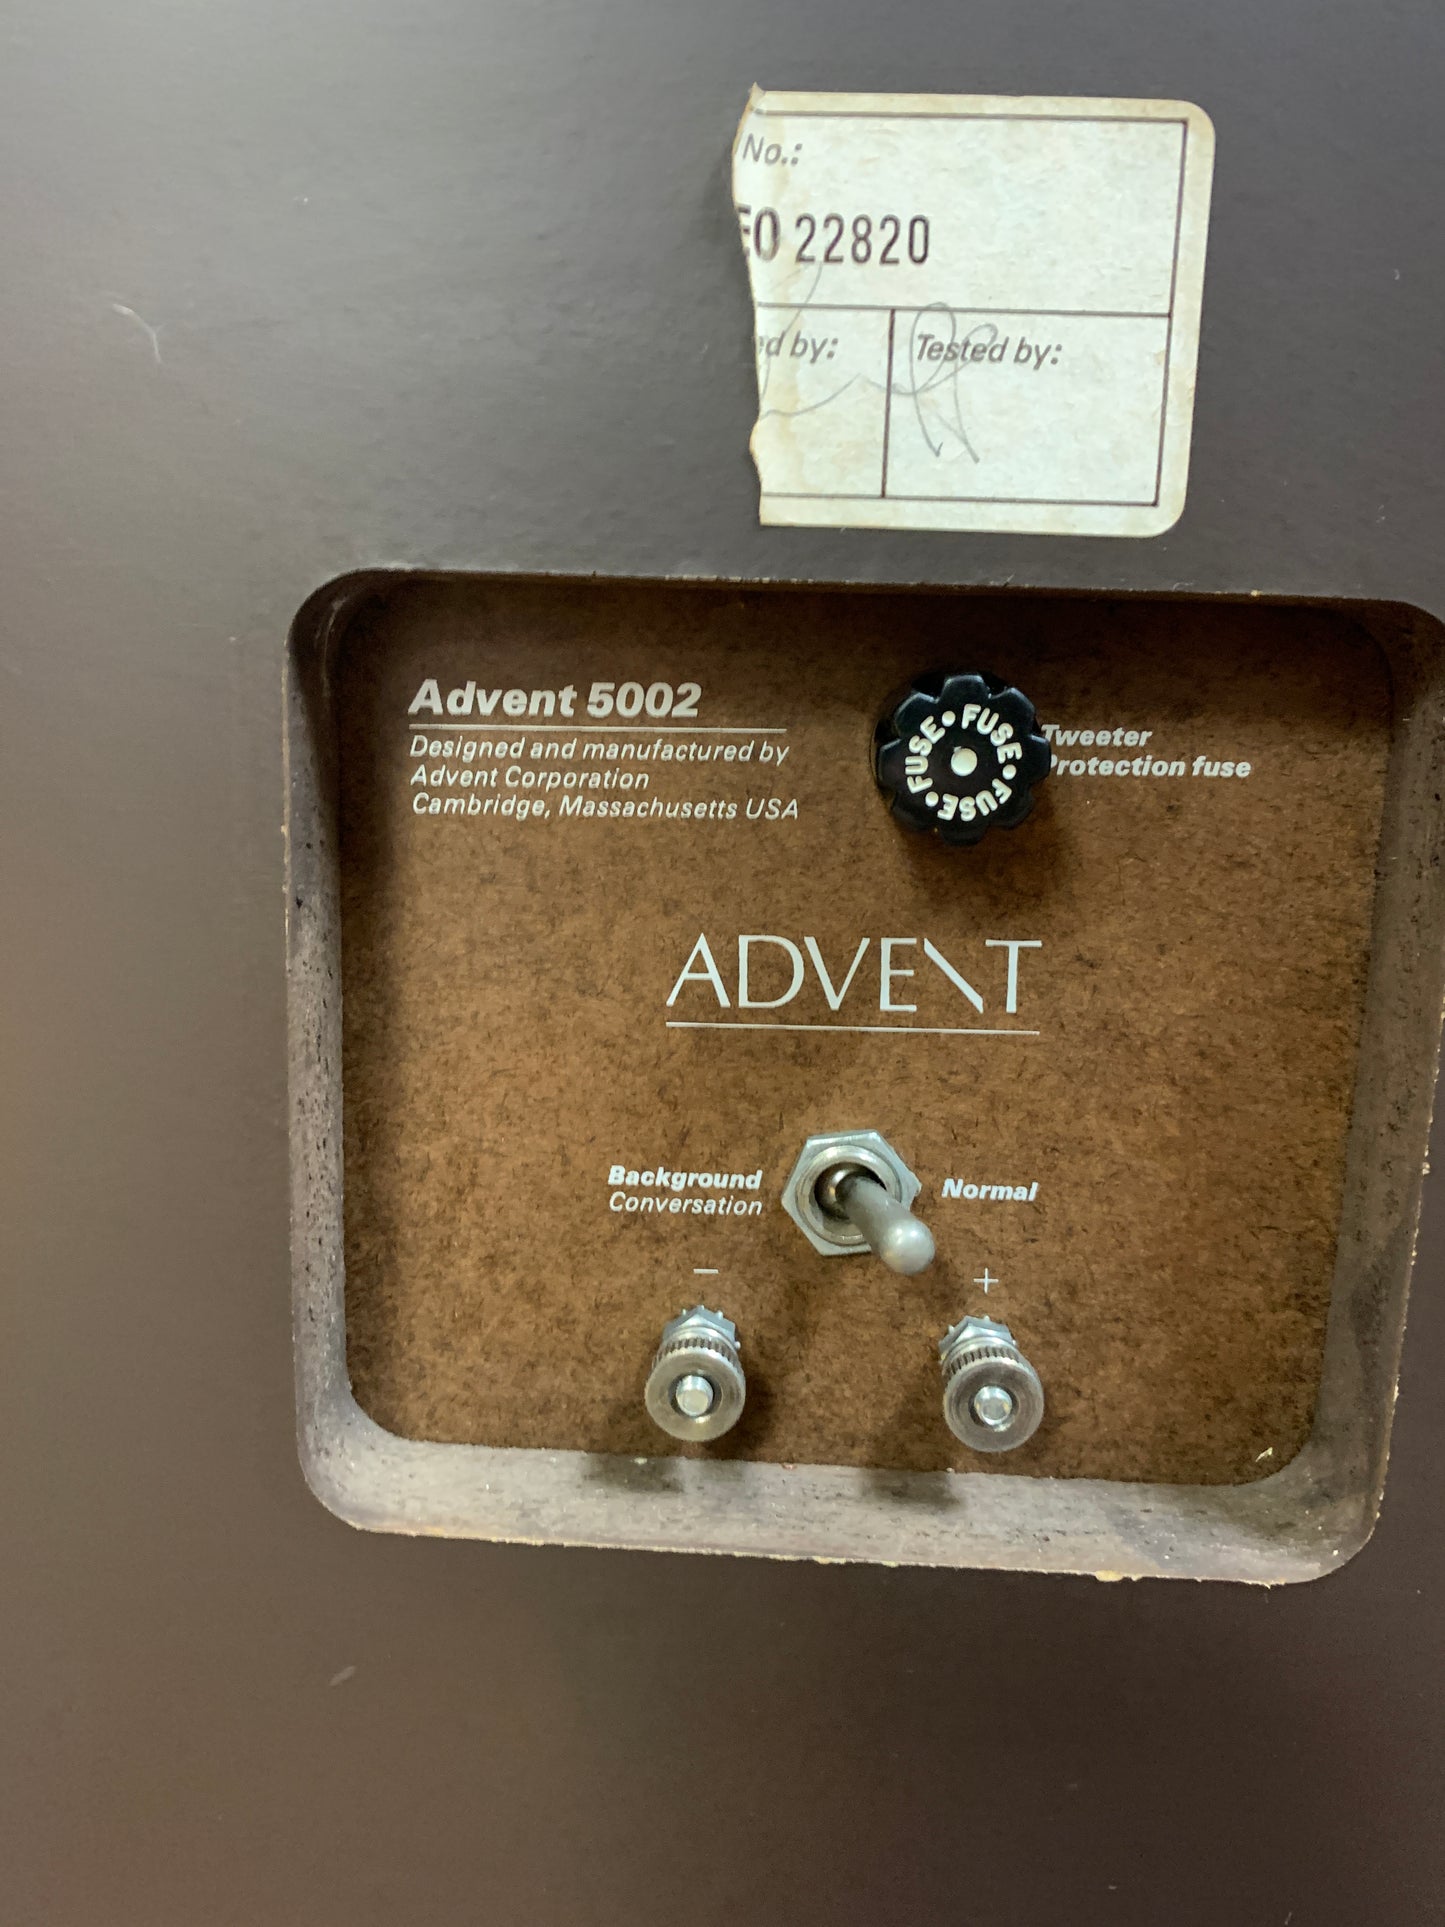 No.:
EO 22820
ed by:
Tested by:
Advent 5002
Designed and manufactured by
Advent Corporation
Cambridge, Massachusetts USA
FUSE • FUSE • FUSE • FUSE •
Tweeter
Protection fuse
ADVENT
Background
Conversation
Normal
− +